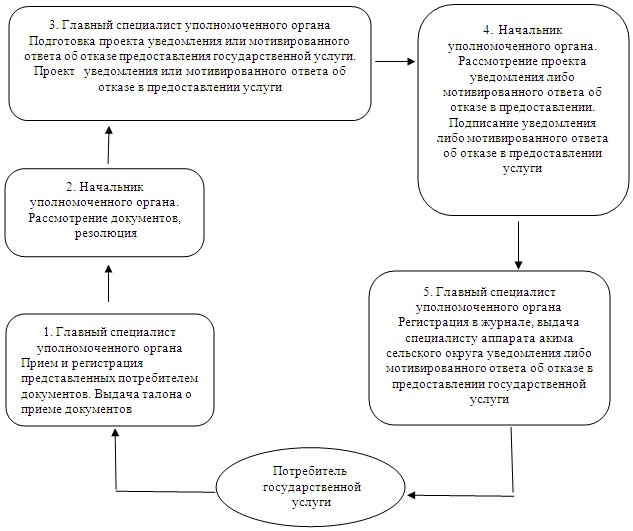 3. Главный специалист уполномоченного органа
Подготовка проекта уведомления или мотивированного
ответа об отказе предоставления государственной услуги.
Проект уведомления или мотивированного ответа об
отказе в предоставлении услуги
4. Начальник
уполномоченного органа.
Рассмотрение проекта
уведомления либо
мотивированного ответа об
отказе в предоставлении.
Подписание уведомления
либо мотивированного ответа
об отказе в предоставлении
услуги
2. Начальник
уполномоченного органа.
Рассмотрение документов,
резолюция
5. Главный специалист
уполномоченного органа
Регистрация в журнале, выдача
специалисту аппарата акима
сельского округа уведомления либо
мотивированного ответа об отказе в
предоставлении государственной
услуги
1. Главный специалист
уполномоченного органа
Прием и регистрация
представленных потребителем
документов. Выдача талона о
приеме документов
Потребитель
государственной
услуги